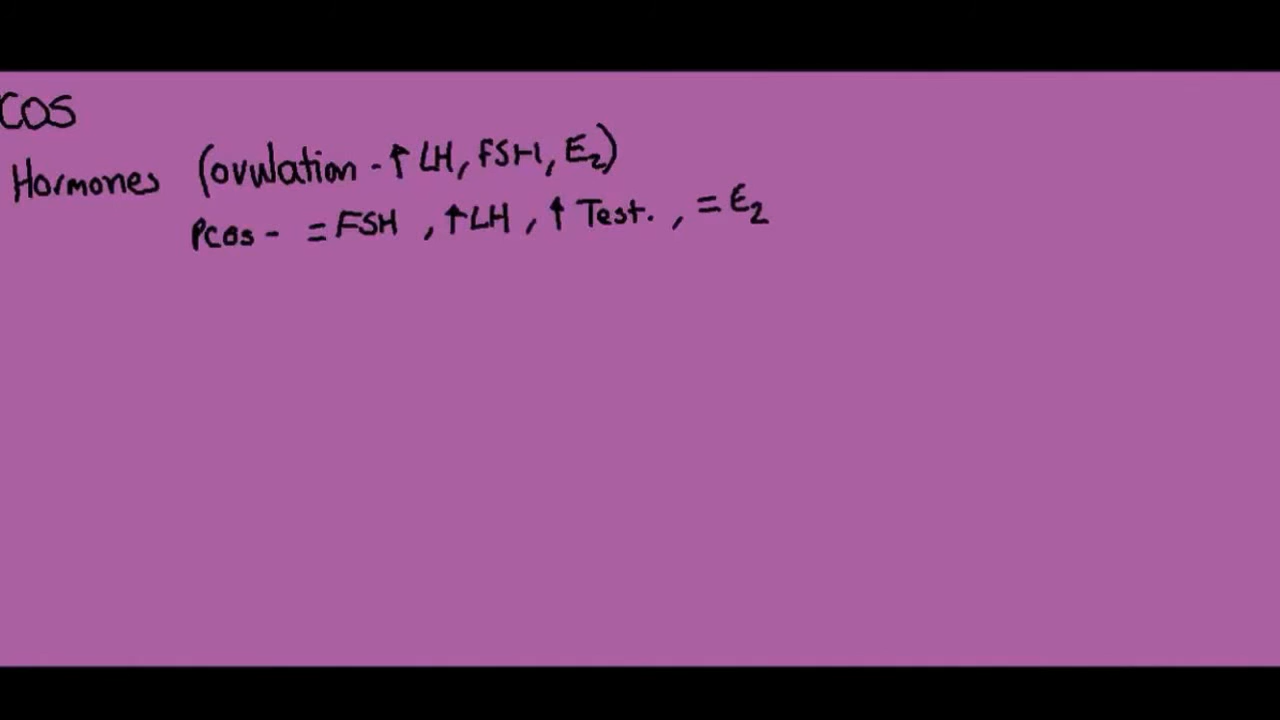 COS
Hormones (ovulation - ↑ LH, FSH, E₂)
PCOS - = FSH, ↑ LH, ↑ Test., = E₂